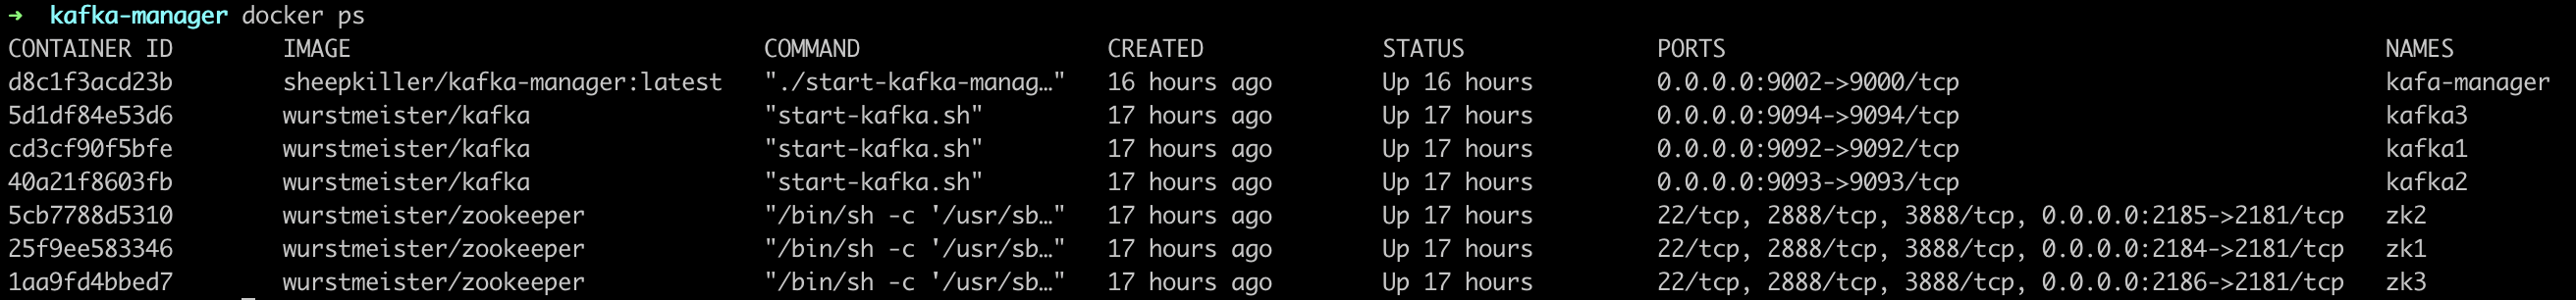 → kafka-manager docker ps
CONTAINER ID IMAGE COMMAND CREATED STATUS PORTS NAMES
d8c1f3acd23b sheepkiller/kafka-manager:latest "./start-kafka-manag…" 16 hours ago Up 16 hours 0.0.0.0:9002->9000/tcp kafa-manager
5d1df84e53d6 wurstmeister/kafka "start-kafka.sh" 17 hours ago Up 17 hours 0.0.0.0:9094->9094/tcp kafka3
cd3cf90f5bfe wurstmeister/kafka "start-kafka.sh" 17 hours ago Up 17 hours 0.0.0.0:9092->9092/tcp kafka1
40a21f8603fb wurstmeister/kafka "start-kafka.sh" 17 hours ago Up 17 hours 0.0.0.0:9093->9093/tcp kafka2
5cb7788d5310 wurstmeister/zookeeper "/bin/sh -c '/usr/sb…" 17 hours ago Up 17 hours 22/tcp, 2888/tcp, 3888/tcp, 0.0.0.0:2185->2181/tcp zk2
25f9ee583346 wurstmeister/zookeeper "/bin/sh -c '/usr/sb…" 17 hours ago Up 17 hours 22/tcp, 2888/tcp, 3888/tcp, 0.0.0.0:2184->2181/tcp zk1
1aa9fd4bbed7 wurstmeister/zookeeper "/bin/sh -c '/usr/sb…" 17 hours ago Up 17 hours 22/tcp, 2888/tcp, 3888/tcp, 0.0.0.0:2186->2181/tcp zk3